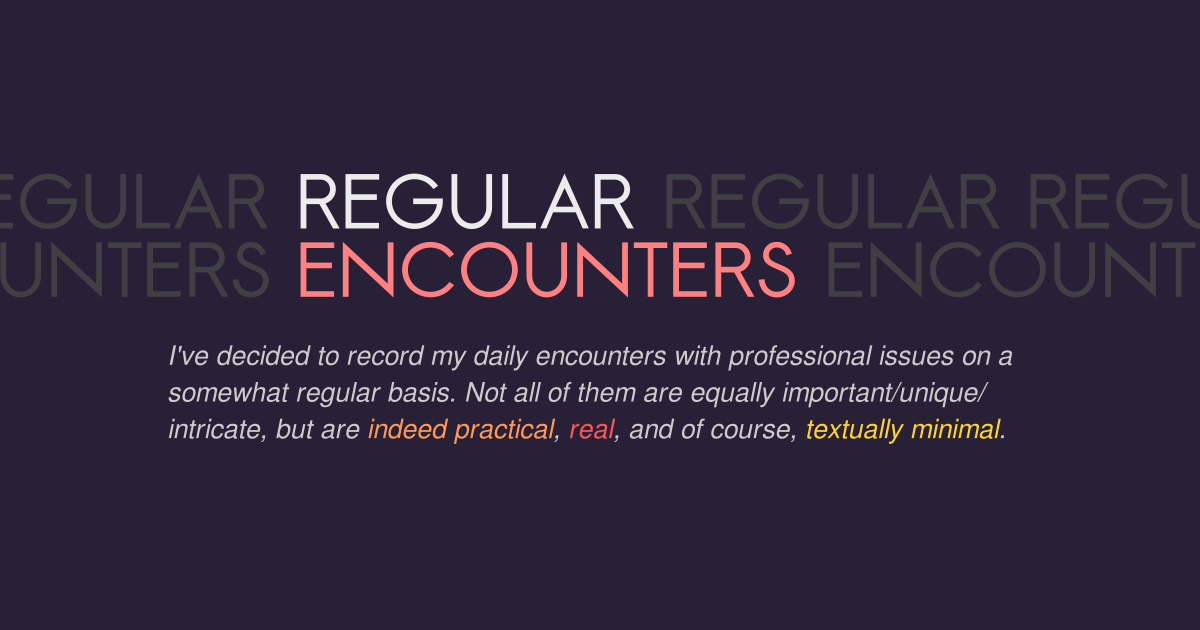 EGULAR REGULAR REGULAR REGU
UNTERS ENCOUNTERS ENCOUNT
I've decided to record my daily encounters with professional issues on a
somewhat regular basis. Not all of them are equally important/unique/
intricate, but are indeed practical, real, and of course, textually minimal.